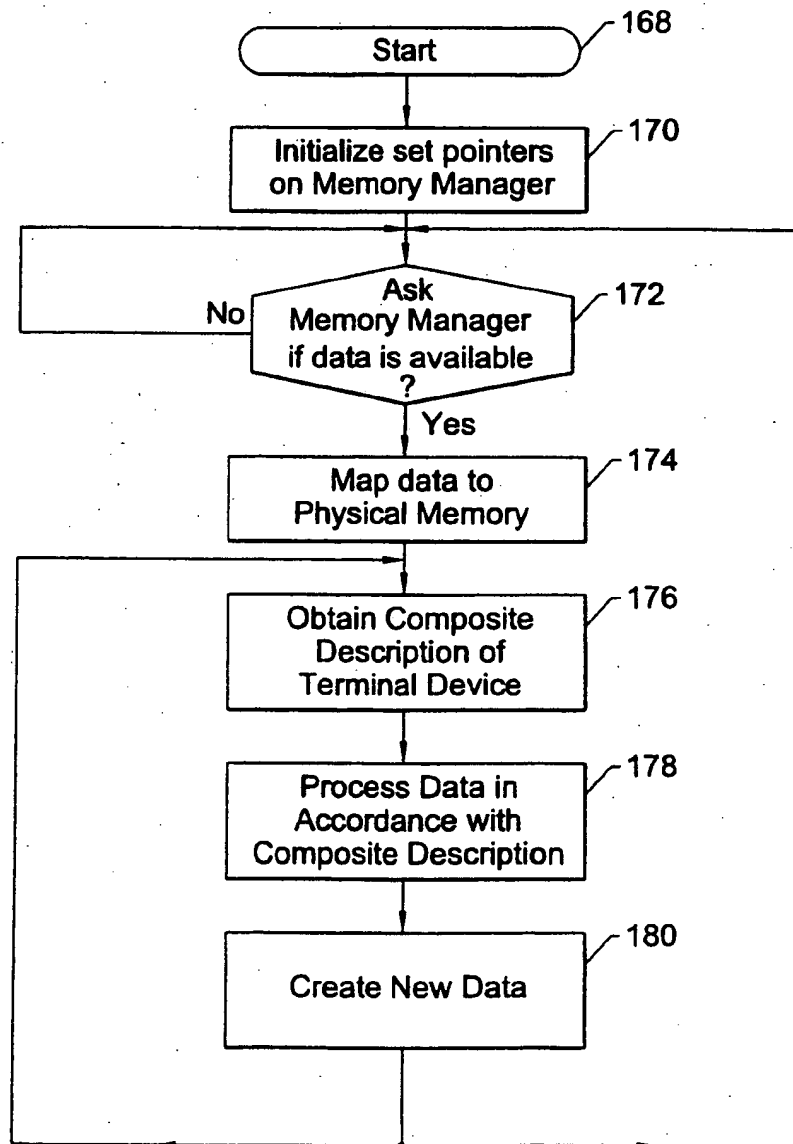 Start
168
Initialize set pointers
on Memory Manager
170
Ask
Memory Manager
if data is available
?
172
No
Yes
Map data to
Physical Memory
174
Obtain Composite
Description of
Terminal Device
176
Process Data in
Accordance with
Composite Description
178
Create New Data
180